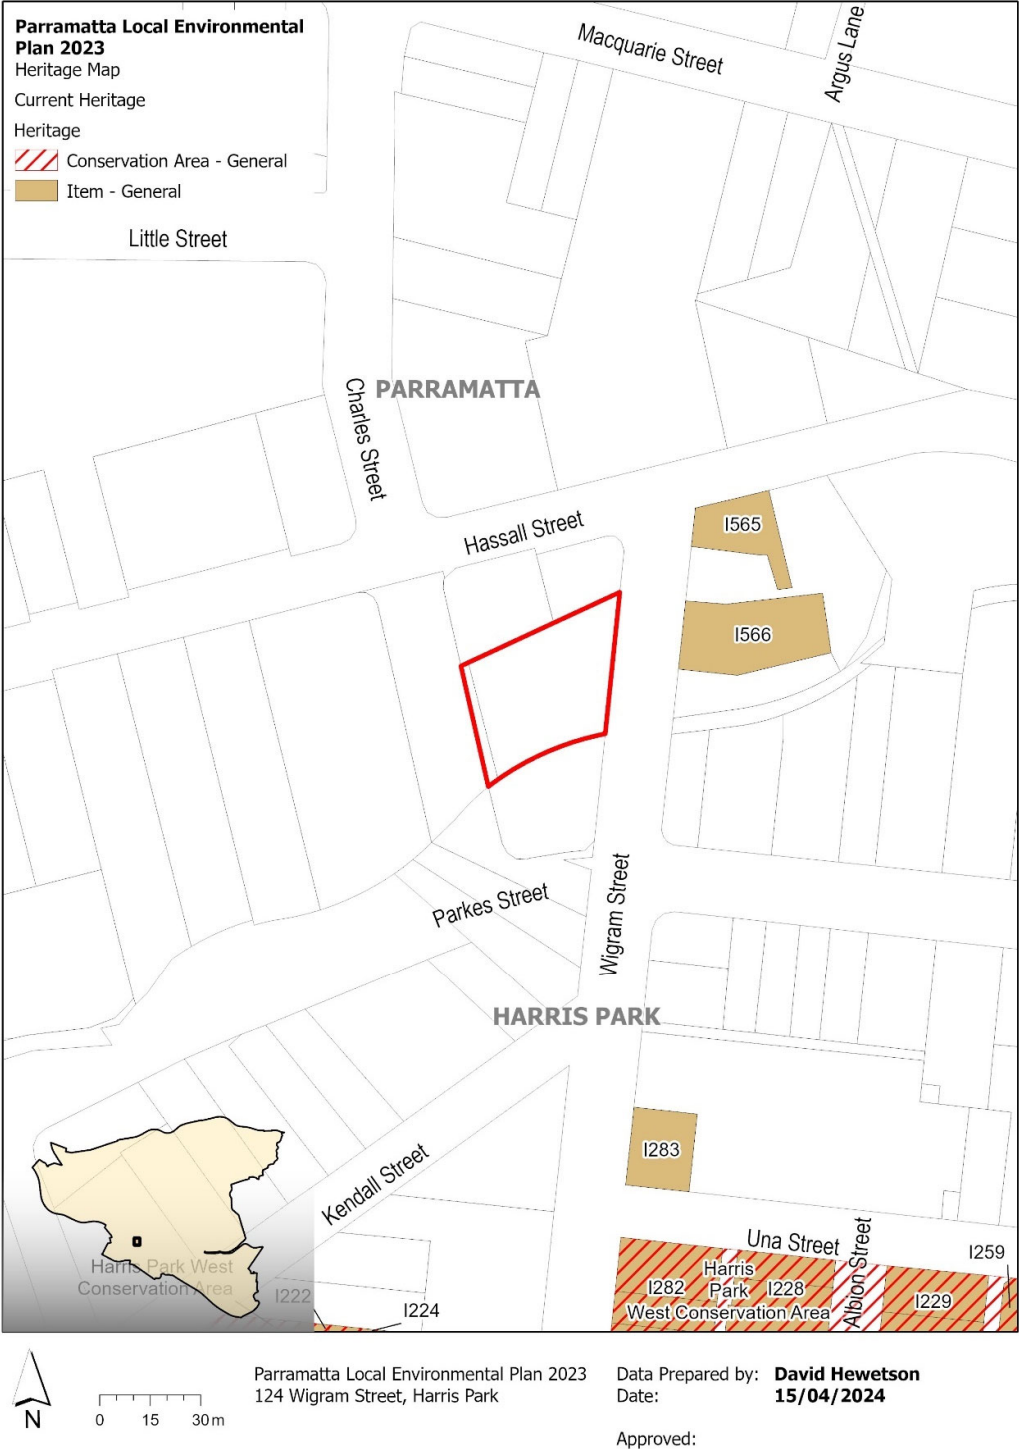 Parramatta Local Environmental
Plan 2023
Heritage Map
Current Heritage
Heritage
Conservation Area - General
Item - General
Macquarie Street
Argus Lane
Little Street
Charles Street
PARRAMATTA
Hassall Street
I565
I566
Parkes Street
Wigram Street
HARRIS PARK
I283
Kendall Street
Una Street
Albion Street
I259
Harris Park West
Conservation Area
I222
I224
I282
Harris
Park
West Conservation Area
I228
I229
N
0 15 30 m
Parramatta Local Environmental Plan 2023
124 Wigram Street, Harris Park
Data Prepared by: David Hewetson
Date: 15/04/2024
Approved: